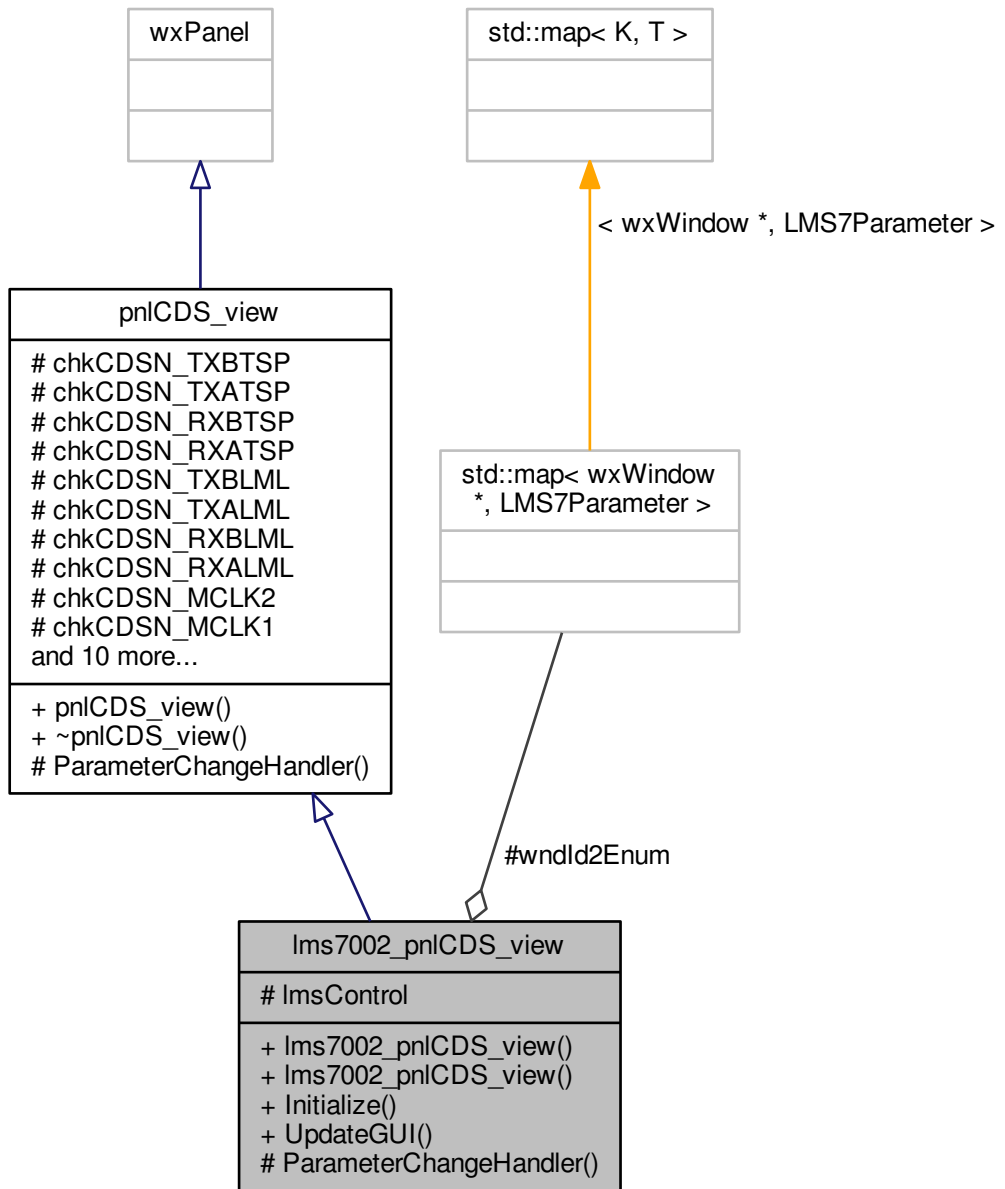 wxPanel
std::map< K, T >
< wxWindow *, LMS7Parameter >
pnlCDS_view
# chkCDSN_TXBTSP
# chkCDSN_TXATSP
# chkCDSN_RXBTSP
# chkCDSN_RXATSP
# chkCDSN_TXBLML
# chkCDSN_TXALML
# chkCDSN_RXBLML
# chkCDSN_RXALML
# chkCDSN_MCLK2
# chkCDSN_MCLK1
and 10 more...
+ pnlCDS_view()
+ ~pnlCDS_view()
# ParameterChangeHandler()
std::map< wxWindow
*, LMS7Parameter >
#wndId2Enum
lms7002_pnlCDS_view
# lmsControl
+ lms7002_pnlCDS_view()
+ lms7002_pnlCDS_view()
+ Initialize()
+ UpdateGUI()
# ParameterChangeHandler()